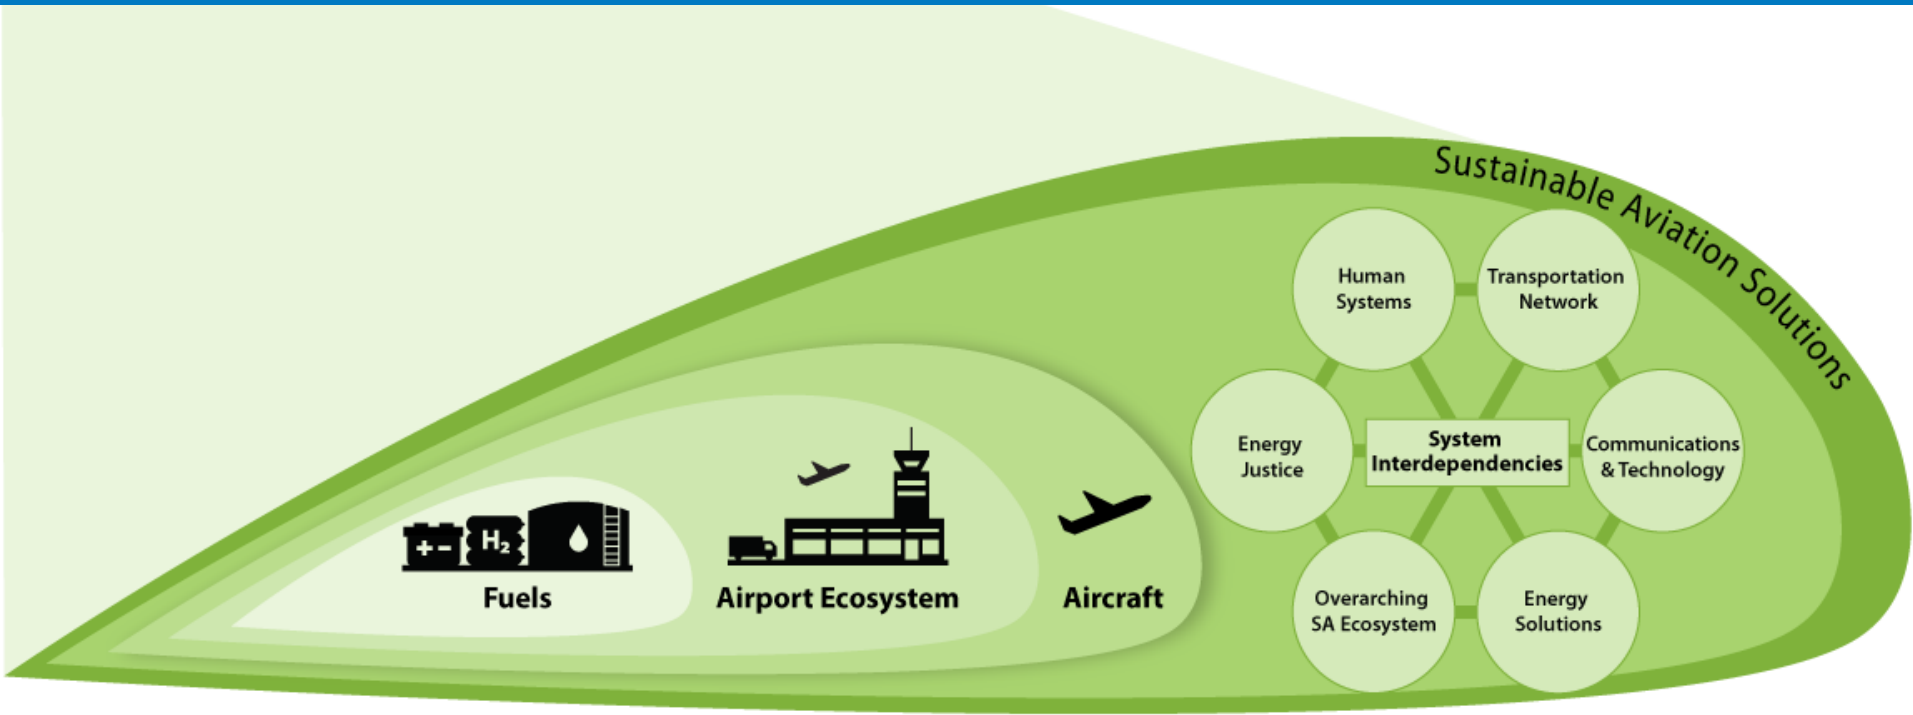 Sustainable Aviation Solutions
Human
Systems
Transportation
Network
Energy
Justice
System
Interdependencies
Communications
& Technology
Overarching
SA Ecosystem
Energy
Solutions
+ -
H₂
Fuels
Airport Ecosystem
Aircraft